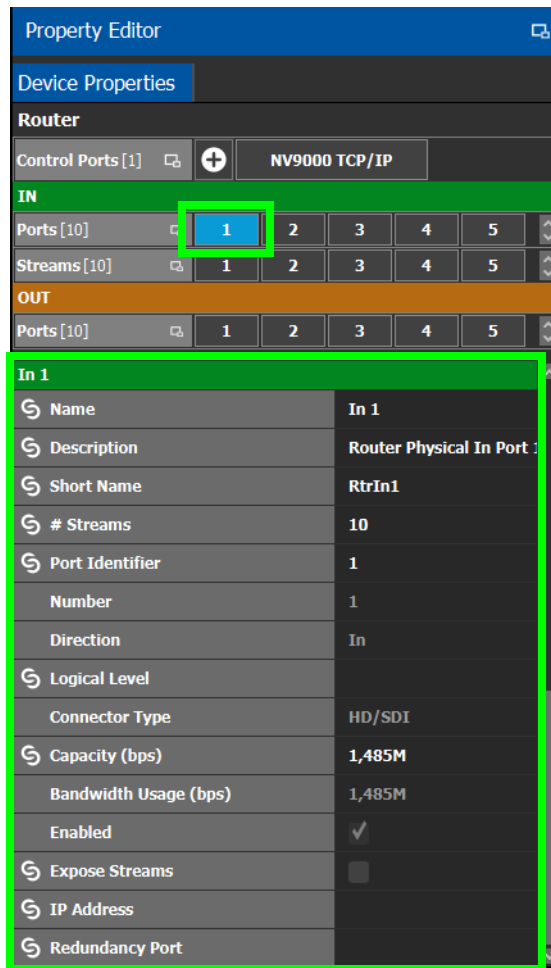 Property Editor
Device Properties
Router
Control Ports [1] NV9000 TCP/IP
IN
Ports [10] 1 2 3 4 5
Streams [10] 1 2 3 4 5
OUT
Ports [10] 1 2 3 4 5
In 1
Name In 1
Description Router Physical In Port 1
Short Name RtrIn1
# Streams 10
Port Identifier 1
Number 1
Direction In
Logical Level
Connector Type HD/SDI
Capacity (bps) 1,485M
Bandwidth Usage (bps) 1,485M
Enabled
Expose Streams
IP Address
Redundancy Port